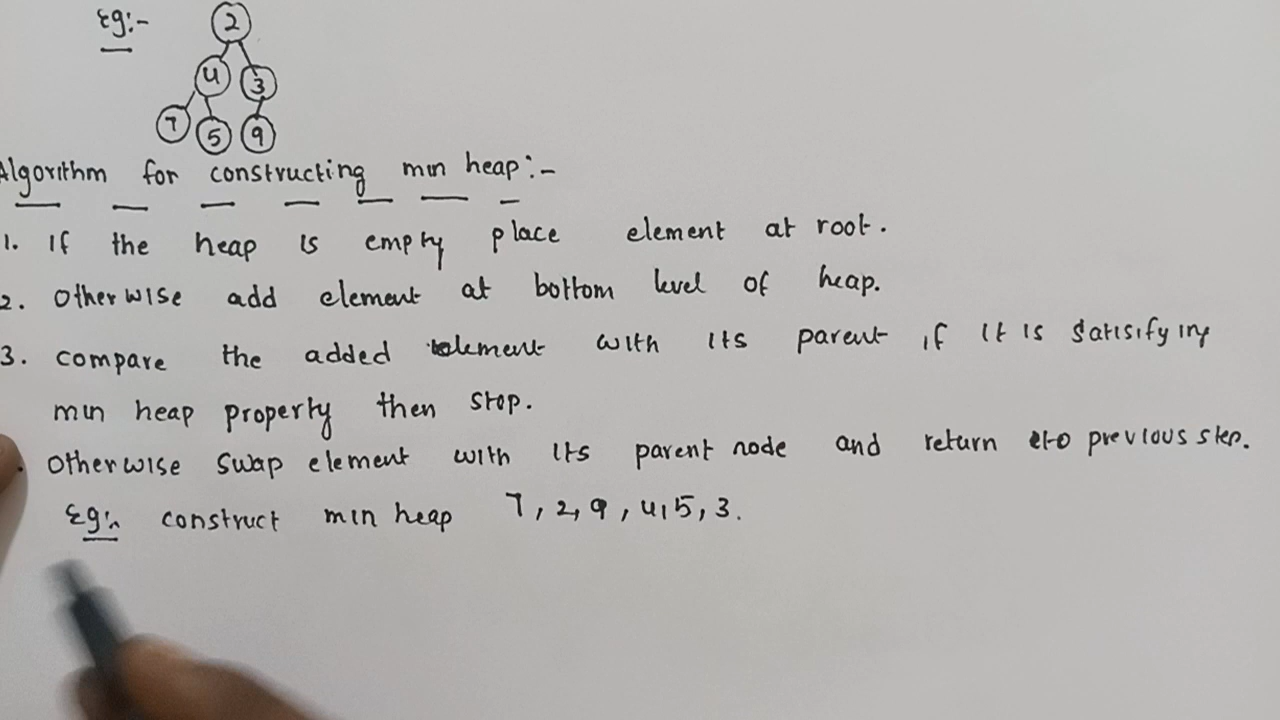 Eg:-
2
4 3
7 5 9
Algorithm for constructing min heap:-
1. If the heap is empty place element at root.
2. Otherwise add element at bottom level of heap.
3. compare the added element with its parent if it is satisifying
min heap property then stop.
. Otherwise swap element with its parent node and return to previous step.
Eg:- construct min heap 7, 2, 9, 4, 5, 3.